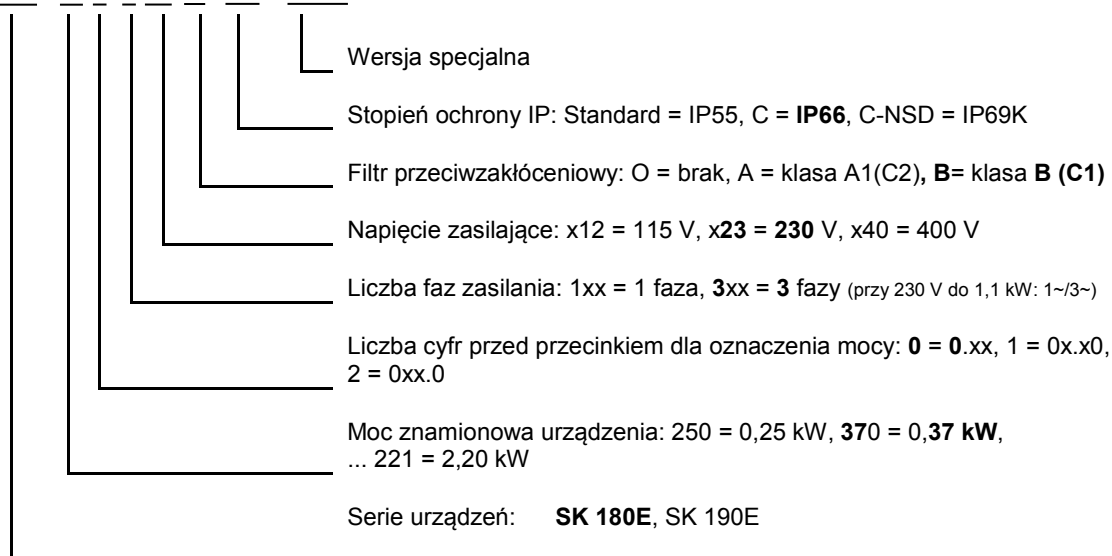 Wersja specjalna
Stopień ochrony IP: Standard = IP55, C = IP66, C-NSD = IP69K
Filtr przeciwzakłóceniowy: O = brak, A = klasa A1(C2), B= klasa B (C1)
Napięcie zasilające: x12 = 115 V, x23 = 230 V, x40 = 400 V
Liczba faz zasilania: 1xx = 1 faza, 3xx = 3 fazy (przy 230 V do 1,1 kW: 1~/3~)
Liczba cyfr przed przecinkiem dla oznaczenia mocy: 0 = 0.xx, 1 = 0x.x0,
2 = 0xx.0
Moc znamionowa urządzenia: 250 = 0,25 kW, 370 = 0,37 kW,
... 221 = 2,20 kW
Serie urządzeń: SK 180E, SK 190E